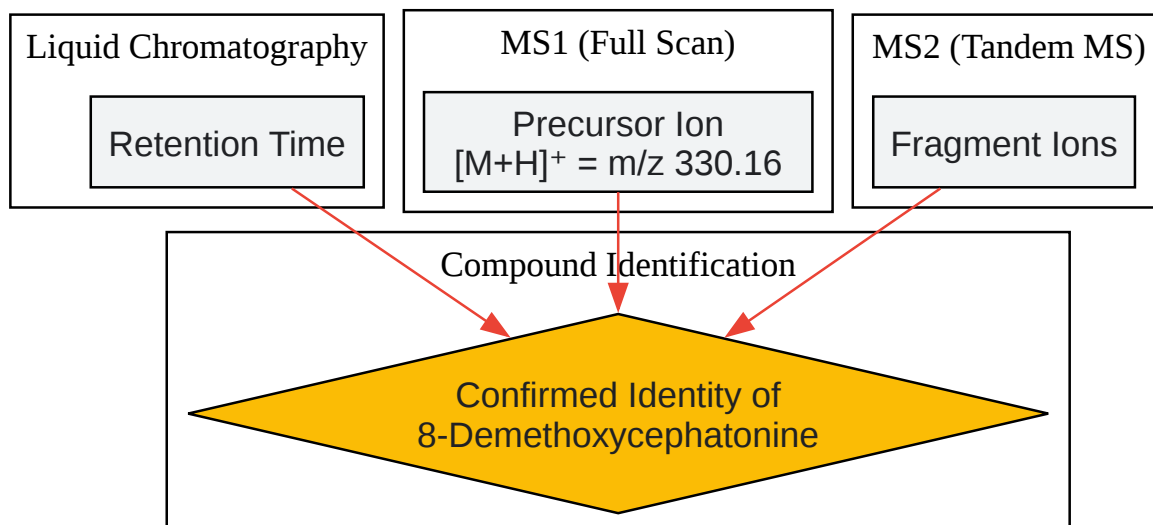 Liquid Chromatography
Retention Time
MS1 (Full Scan)
Precursor Ion
[M+H]⁺ = m/z 330.16
MS2 (Tandem MS)
Fragment Ions
Compound Identification
Confirmed Identity of
8-Demethoxycephatonine